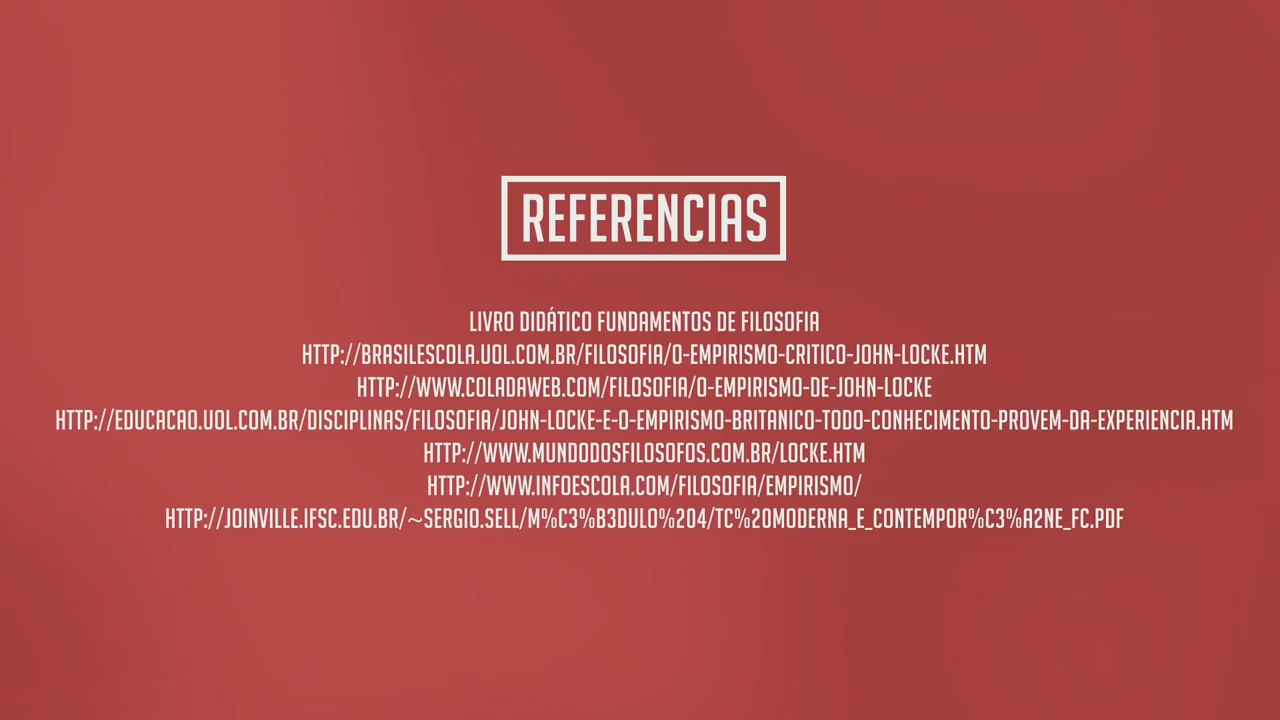 REFERENCIAS
LIVRO DIDÁTICO FUNDAMENTOS DE FILOSOFIA
HTTP://BRASILESCOLA.UOL.COM.BR/FILOSOFIA/O-EMPIRISMO-CRITICO-JOHN-LOCKE.HTM
HTTP://WWW.COLADAWEB.COM/FILOSOFIA/O-EMPIRISMO-DE-JOHN-LOCKE
HTTP://EDUCACAO.UOL.COM.BR/DISCIPLINAS/FILOSOFIA/JOHN-LOCKE-E-O-EMPIRISMO-BRITANICO-TODO-CONHECIMENTO-PROVEM-DA-EXPERIENCIA.HTM
HTTP://WWW.MUNDODOSFILOSOFOS.COM.BR/LOCKE.HTM
HTTP://WWW.INFOESCOLA.COM/FILOSOFIA/EMPIRISMO/
HTTP://JOINVILLE.IFSC.EDU.BR/~SERGIO.SELL/M%C3%B3DULO%204/TC%20MODERNA_E_CONTEMPOR%C3%A2NE_FC.PDF